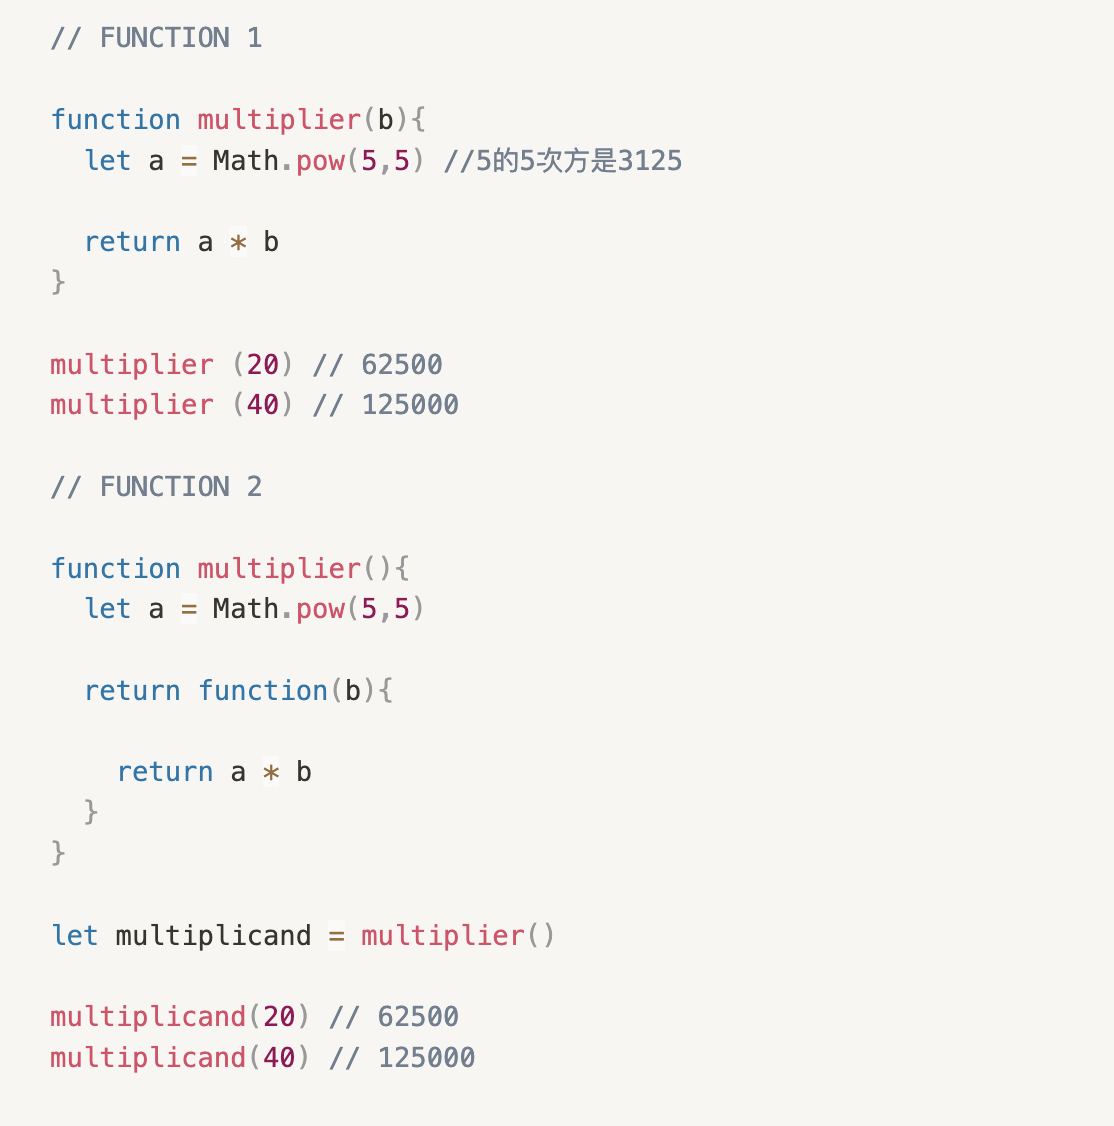 // FUNCTION 1
function multiplier(b){
  let a = Math.pow(5,5) //5的5次方是3125
  return a * b
}
multiplier (20) // 62500
multiplier (40) // 125000
// FUNCTION 2
function multiplier(){
  let a = Math.pow(5,5)
  return function(b){
    return a * b
  }
}
let multiplicand = multiplier()
multiplicand(20) // 62500
multiplicand(40) // 125000